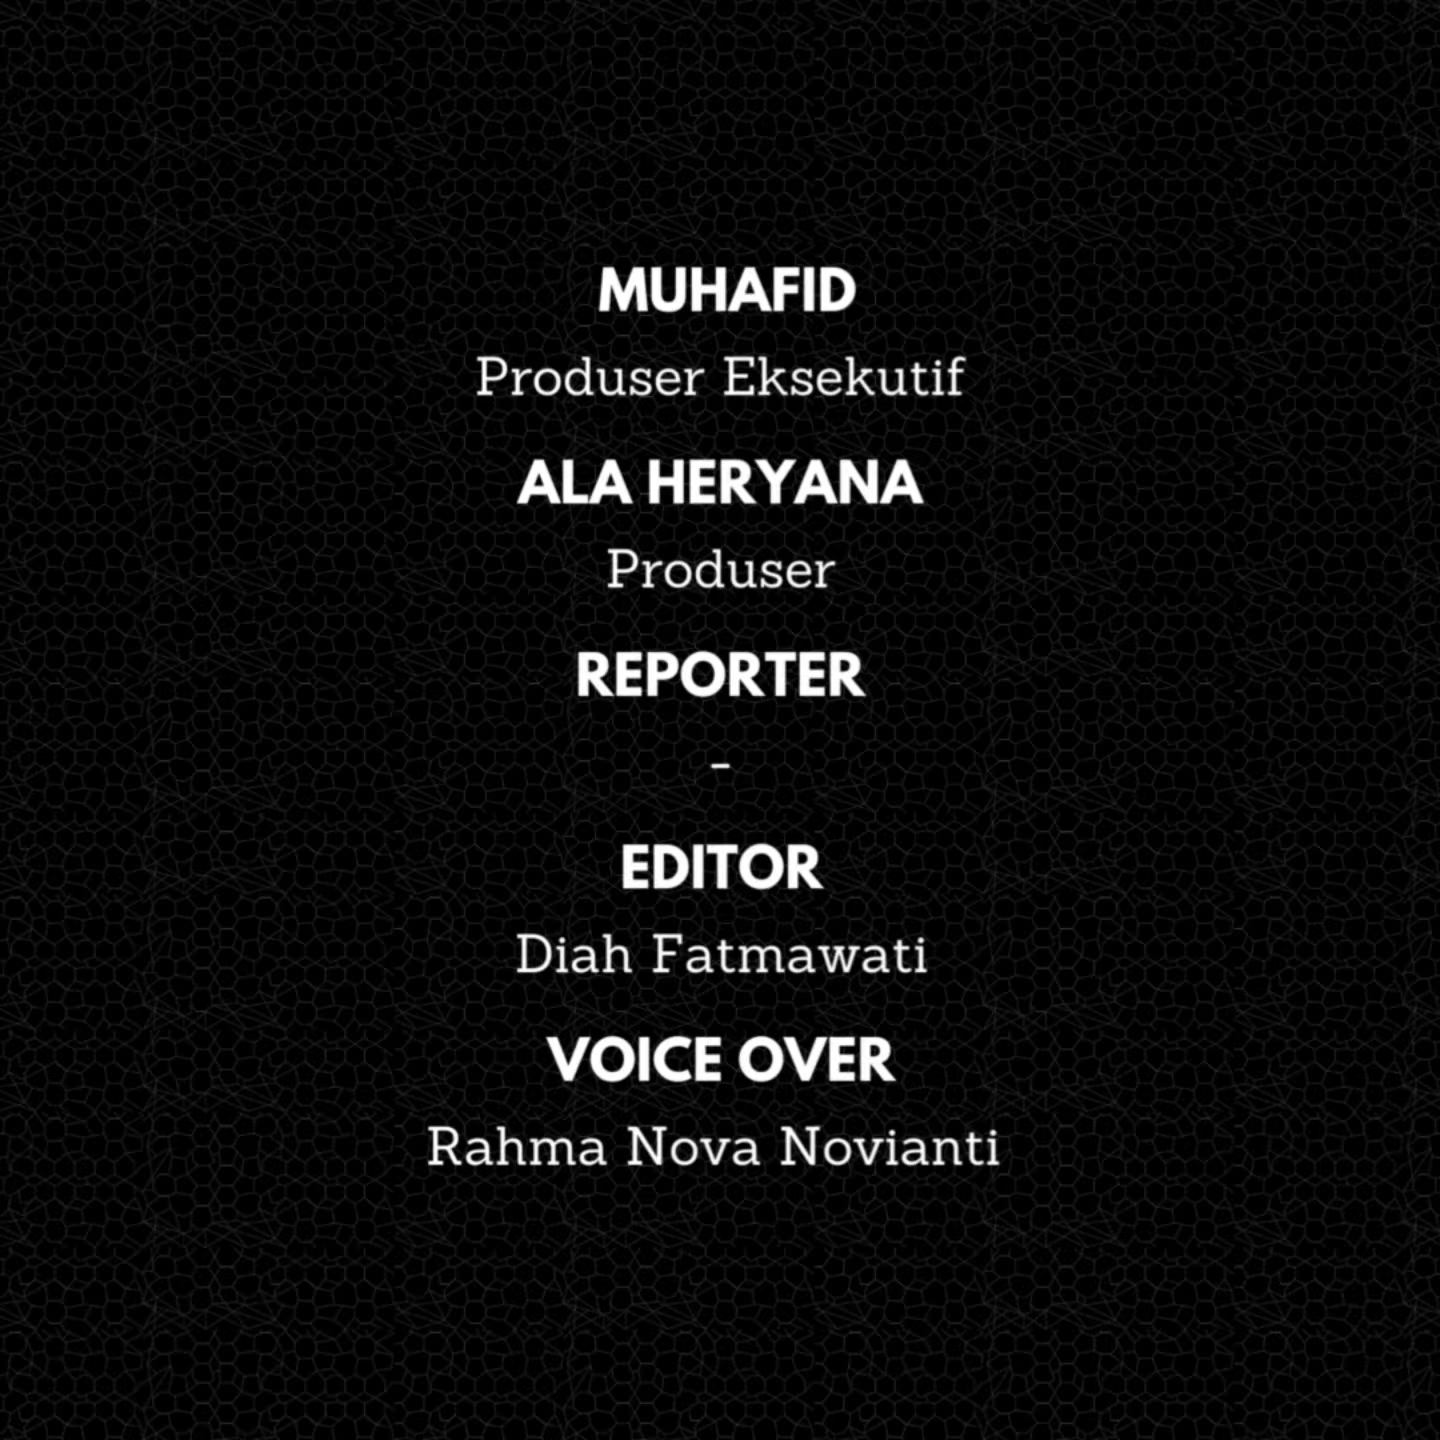 MUHAFID
Produser Eksekutif
ALA HERYANA
Produser
REPORTER
-
EDITOR
Diah Fatmawati
VOICE OVER
Rahma Nova Novianti